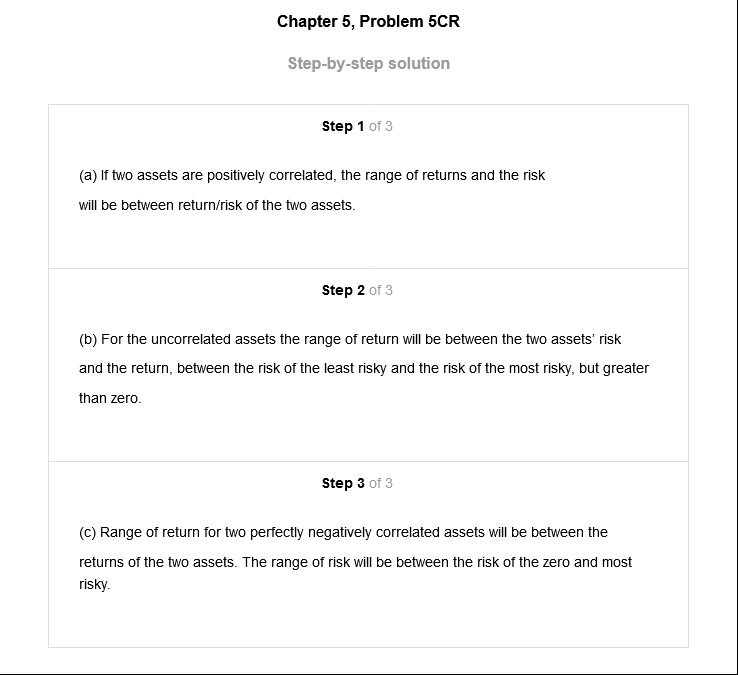 Chapter 5, Problem 5CR
Step-by-step solution
Step 1 of 3
(a) If two assets are positively correlated, the range of returns and the risk
will be between return/risk of the two assets.
Step 2 of 3
(b) For the uncorrelated assets the range of return will be between the two assets' risk
and the return, between the risk of the least risky and the risk of the most risky, but greater
than zero.
Step 3 of 3
(c) Range of return for two perfectly negatively correlated assets will be between the
returns of the two assets. The range of risk will be between the risk of the zero and most
risky.